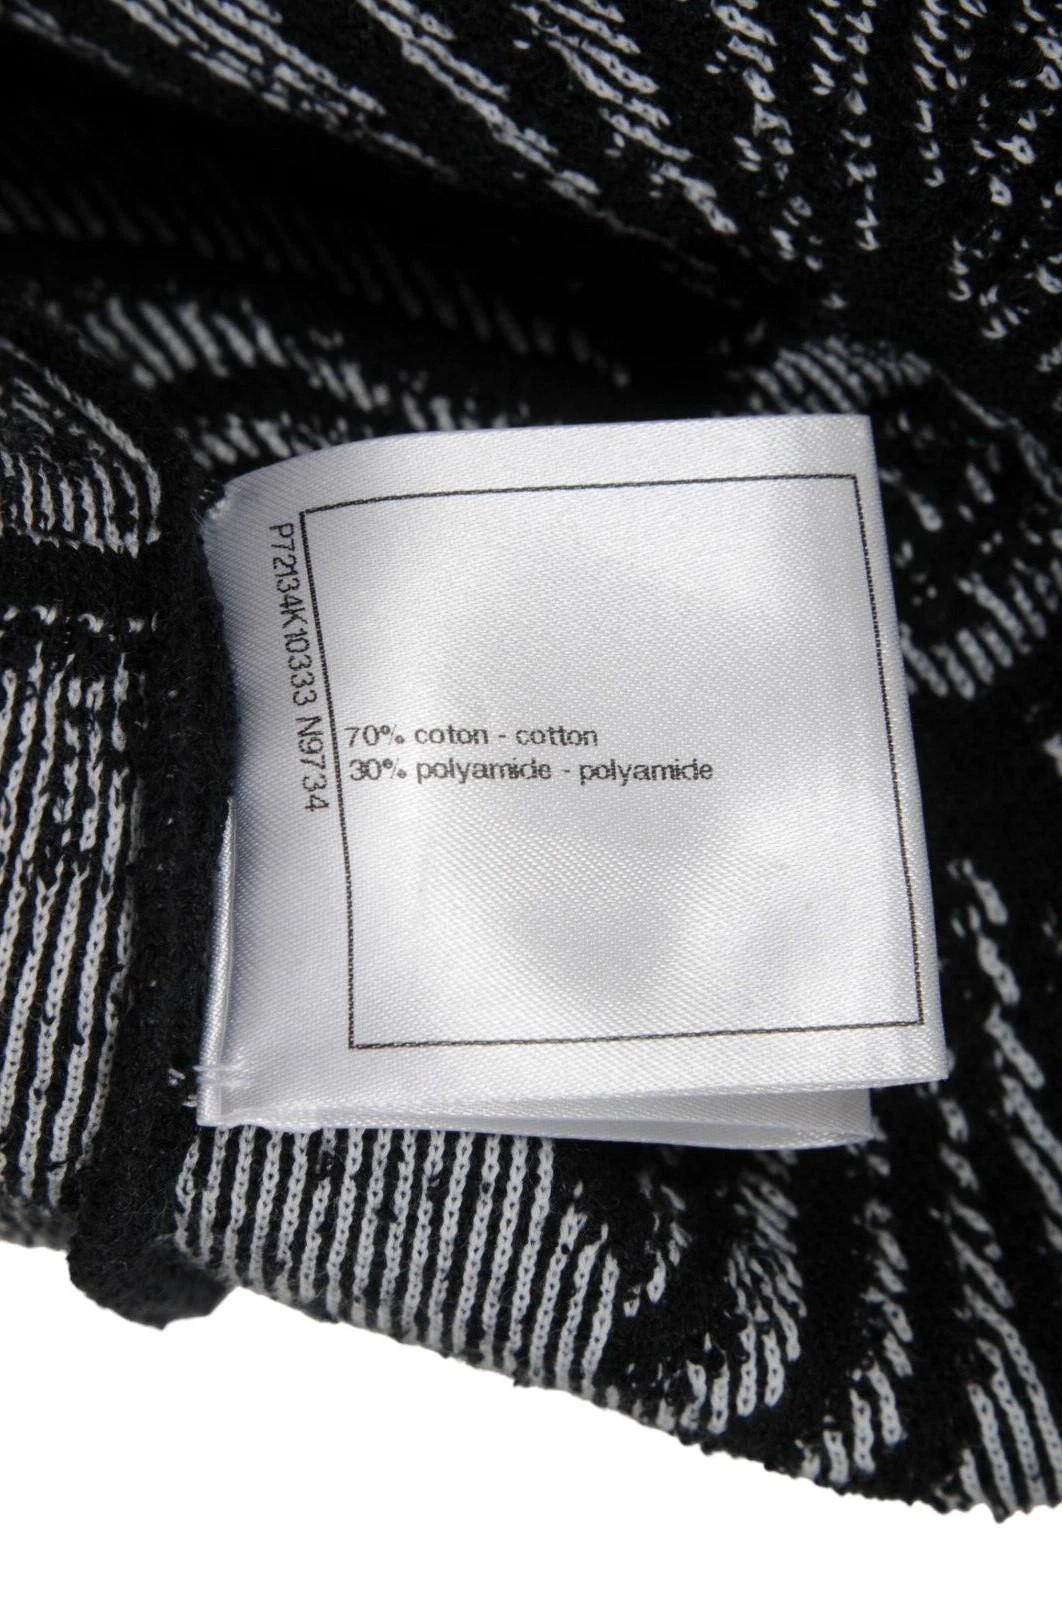 P72134K10333 N9734
70% coton - cotton
30% polyamide - polyamide